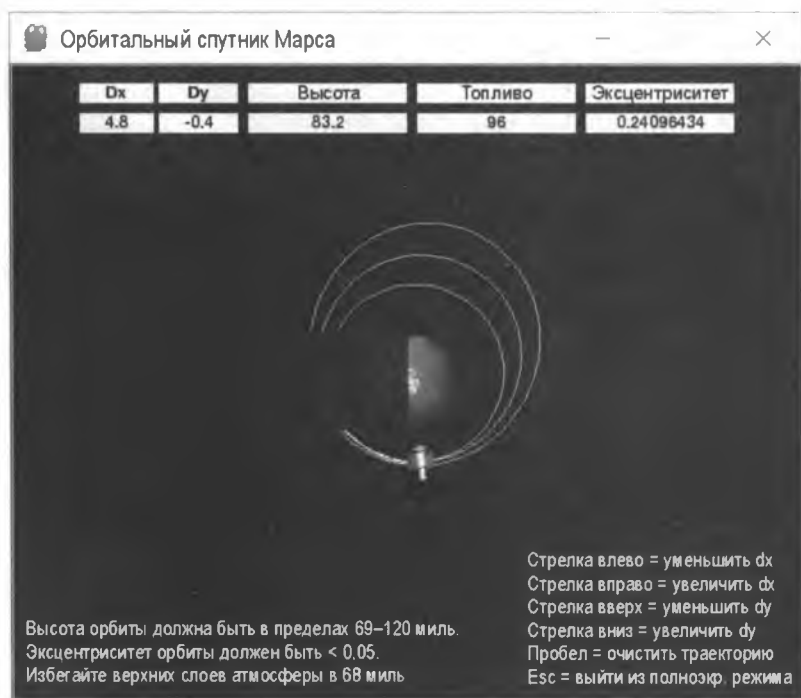 Орбитальный спутник Марса
Dx Dy Высота Топливо Эксцентриситет
4.8 -0.4 83.2 96 0.24096434
Стрелка влево = уменьшить dx
Стрелка вправо = увеличить dx
Стрелка вверх = уменьшить dy
Стрелка вниз = увеличить dy
Пробел = очистить траекторию
Esc = выйти из полноэкр. режима
Высота орбиты должна быть в пределах 69–120 миль.
Эксцентриситет орбиты должен быть < 0,05.
Избегайте верхних слоев атмосферы в 68 миль